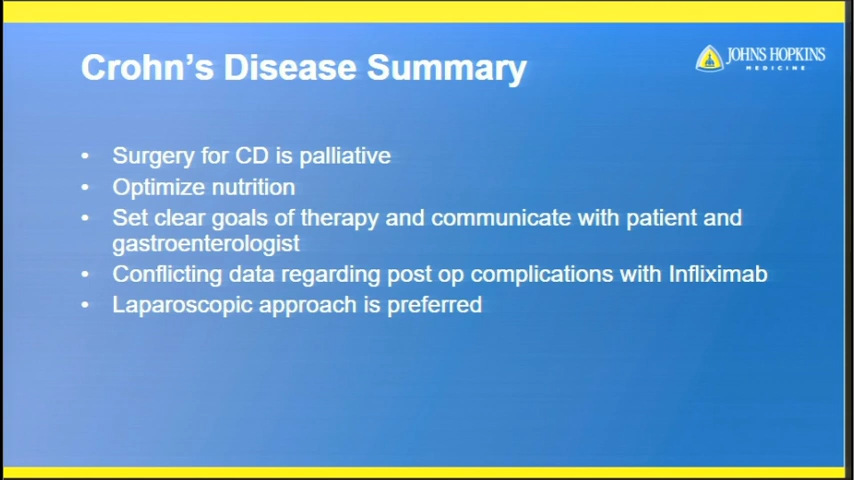 Crohn's Disease Summary
JOHNS HOPKINS
MEDICINE
• Surgery for CD is palliative
• Optimize nutrition
• Set clear goals of therapy and communicate with patient and
gastroenterologist
• Conflicting data regarding post op complications with Infliximab
• Laparoscopic approach is preferred